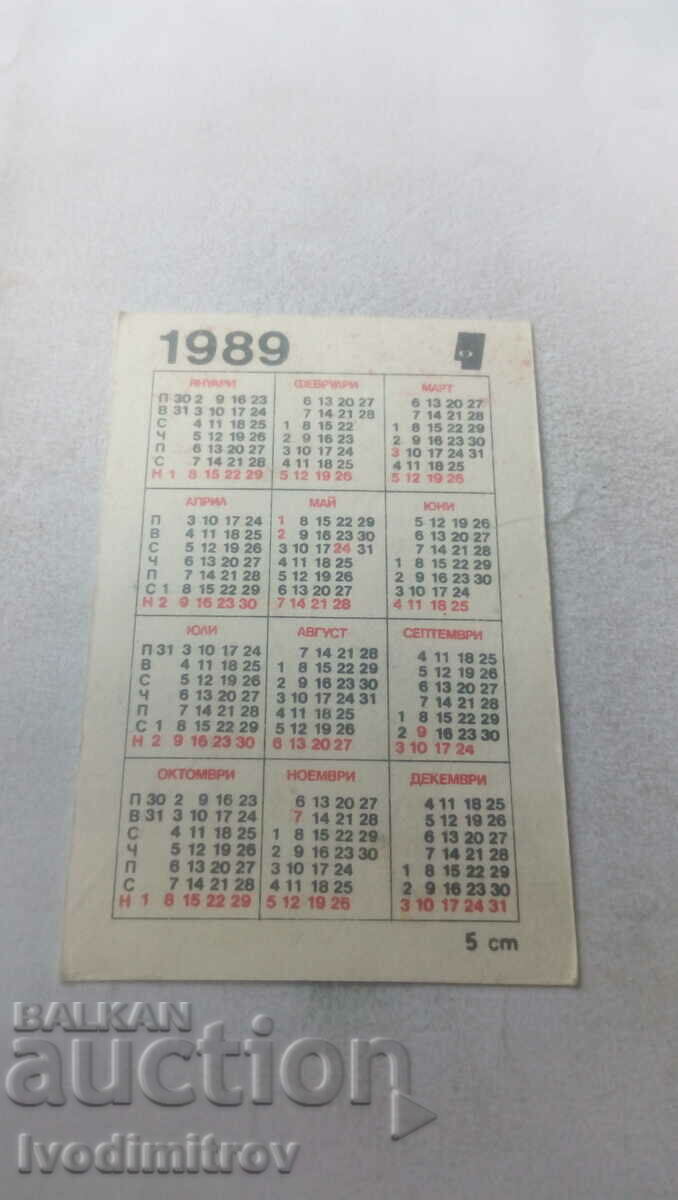 1989
ЯНУАРИ ФЕВРУАРИ МАРТ
П 30 2 9 16 23 6 13 20 27 6 13 20 27
В 31 3 10 17 24 7 14 21 28 7 14 21 28
С 4 11 18 25 1 8 15 22 1 8 15 22 29
Ч 5 12 19 26 2 9 16 23 2 9 16 23 30
П 6 13 20 27 3 10 17 24 3 10 17 24 31
С 7 14 21 28 4 11 18 25 4 11 18 25
Н 1 8 15 22 29 5 12 19 26 5 12 19 26
АПРИЛ МАЙ ЮНИ
П 3 10 17 24 1 8 15 22 29 5 12 19 26
В 4 11 18 25 2 9 16 23 30 6 13 20 27
С 5 12 19 26 3 10 17 24 31 7 14 21 28
Ч 6 13 20 27 4 11 18 25 1 8 15 22 29
П 7 14 21 28 5 12 19 26 2 9 16 23 30
С 1 8 15 22 29 6 13 20 27 3 10 17 24
Н 2 9 16 23 30 7 14 21 28 4 11 18 25
ЮЛИ АВГУСТ СЕПТЕМВРИ
П 31 3 10 17 24 7 14 21 28 4 11 18 25
В 4 11 18 25 1 8 15 22 29 5 12 19 26
С 5 12 19 26 2 9 16 23 30 6 13 20 27
Ч 6 13 20 27 3 10 17 24 31 7 14 21 28
П 7 14 21 28 4 11 18 25 1 8 15 22 29
С 1 8 15 22 29 5 12 19 26 2 9 16 23 30
Н 2 9 16 23 30 6 13 20 27 3 10 17 24
ОКТОМВРИ НОЕМВРИ ДЕКЕМВРИ
П 30 2 9 16 23 6 13 20 27 4 11 18 25
В 31 3 10 17 24 7 14 21 28 5 12 19 26
С 4 11 18 25 1 8 15 22 29 6 13 20 27
Ч 5 12 19 26 2 9 16 23 30 7 14 21 28
П 6 13 20 27 3 10 17 24 1 8 15 22 29
С 7 14 21 28 4 11 18 25 2 9 16 23 30
Н 1 8 15 22 29 5 12 19 26 3 10 17 24 31
5 cm
BALKAN
auction
Ivodimitrov